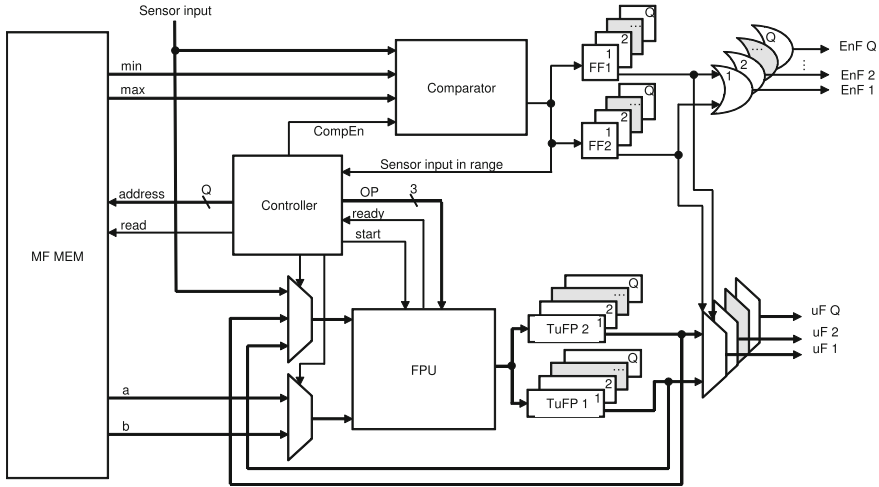 Sensor input
min
max
Comparator
CompEn
Sensor input in range
Q
...
2
1
FF1
Q
...
2
1
FF2
Q
...
2
1
EnF Q
⋮
EnF 2
EnF 1
MF MEM
address
Q
read
Controller
OP
3
ready
start
a
b
FPU
Q
...
2
1
TuFP 2
Q
...
2
1
TuFP 1
uF Q
uF 2
uF 1